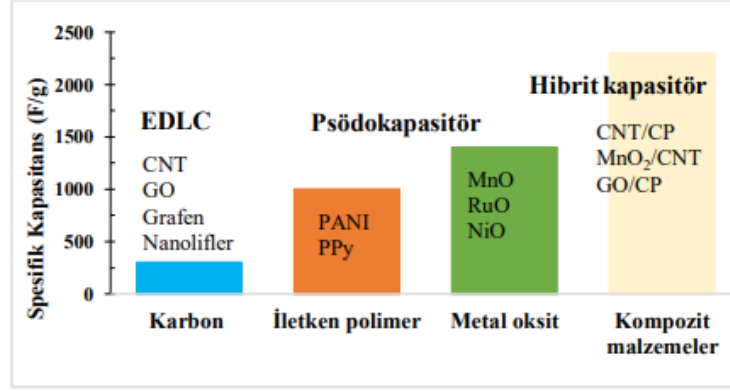 Spesifik Kapasitans (F/g)
2500
2000
1500
1000
500
0
EDLC
CNT
GO
Grafen
Nanolifler
Psödokapasitör
PANI
PPy
MnO
RuO
NiO
Hibrit kapasitör
CNT/CP
MnO₂/CNT
GO/CP
Karbon
İletken polimer
Metal oksit
Kompozit
malzemeler